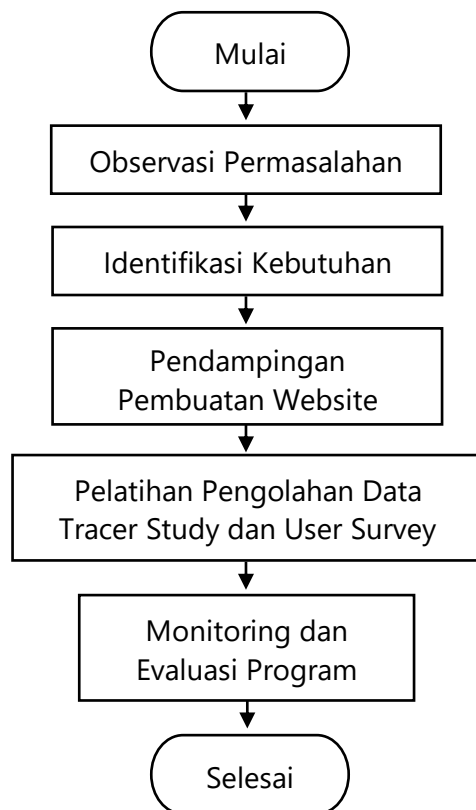 Mulai
Observasi Permasalahan
Identifikasi Kebutuhan
Pendampingan
Pembuatan Website
Pelatihan Pengolahan Data
Tracer Study dan User Survey
Monitoring dan
Evaluasi Program
Selesai